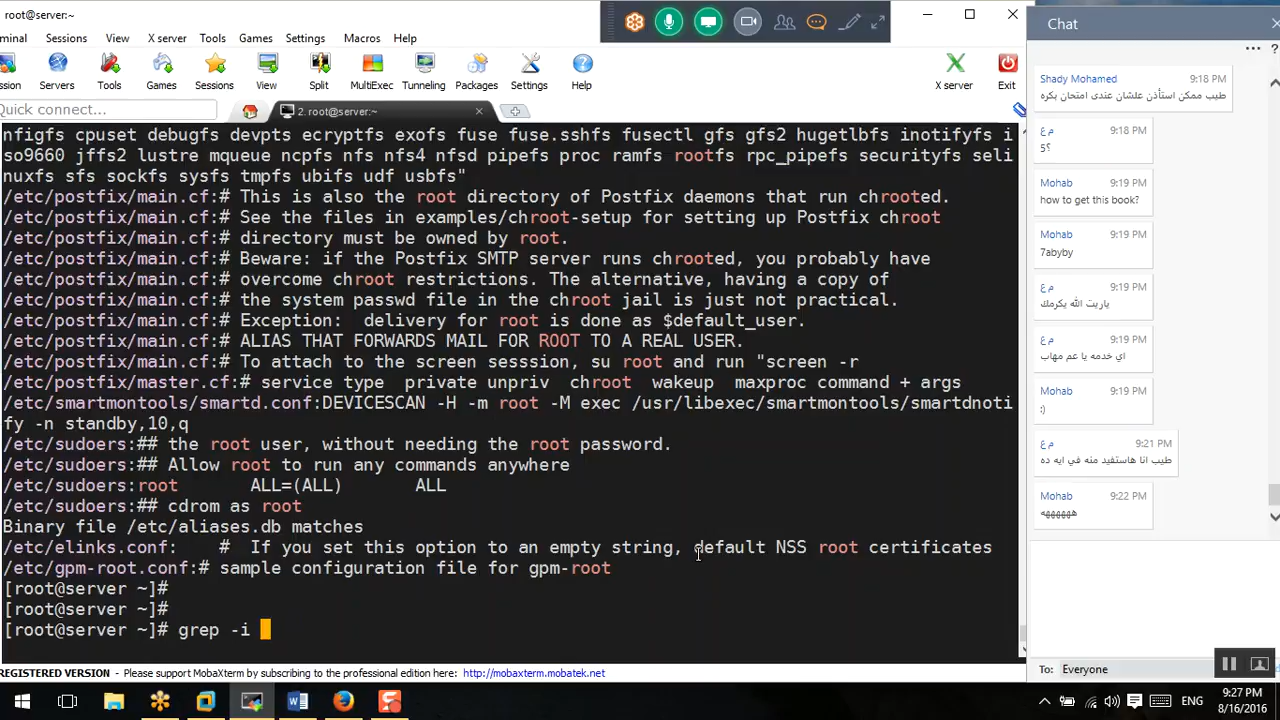 root@server:~
minal Sessions View X server Tools Games Settings Macros Help
ssion Servers Tools Games Sessions View Split MultiExec Tunneling Packages Settings Help X server Exit
Quick connect...
2. root@server:~
nfigfs cpuset debugfs devpts ecryptfs exofs fuse fuse.sshfs fusectl gfs gfs2 hugetlbfs inotifyfs i
so9660 jffs2 lustre mqueue ncpfs nfs nfs4 nfsd pipefs proc ramfs rootfs rpc_pipefs securityfs seli
nuxfs sfs sockfs sysfs tmpfs ubifs udf usbfs"
/etc/postfix/main.cf:# This is also the root directory of Postfix daemons that run chrooted.
/etc/postfix/main.cf:# See the files in examples/chroot-setup for setting up Postfix chroot
/etc/postfix/main.cf:# directory must be owned by root.
/etc/postfix/main.cf:# Beware: if the Postfix SMTP server runs chrooted, you probably have
/etc/postfix/main.cf:# overcome chroot restrictions. The alternative, having a copy of
/etc/postfix/main.cf:# the system passwd file in the chroot jail is just not practical.
/etc/postfix/main.cf:# Exception:  delivery for root is done as $default_user.
/etc/postfix/main.cf:# ALIAS THAT FORWARDS MAIL FOR ROOT TO A REAL USER.
/etc/postfix/main.cf:# To attach to the screen sesssion, su root and run "screen -r
/etc/postfix/master.cf:# service type  private unpriv  chroot  wakeup  maxproc command + args
/etc/smartmontools/smartd.conf:DEVICESCAN -H -m root -M exec /usr/libexec/smartmontools/smartdnoti
fy -n standby,10,q
/etc/sudoers:## the root user, without needing the root password.
/etc/sudoers:## Allow root to run any commands anywhere
/etc/sudoers:root       ALL=(ALL)       ALL
/etc/sudoers:## cdrom as root
Binary file /etc/aliases.db matches
/etc/elinks.conf:    #  If you set this option to an empty string, default NSS root certificates
/etc/gpm-root.conf:# sample configuration file for gpm-root
[root@server ~]#
[root@server ~]#
[root@server ~]# grep -i
REGISTERED VERSION - Please support MobaXterm by subscribing to the professional edition here: http://mobaxterm.mobatek.net
Chat
Shady Mohamed 9:18 PM
طيب ممكن استأذن علشان عندى امتحان بكره
م ع 9:18 PM
؟5
Mohab 9:19 PM
how to get this book?
Mohab 9:19 PM
7abyby
م ع 9:19 PM
ياريت الله يكرمك
م ع 9:19 PM
اي خدمه يا عم مهاب
Mohab 9:19 PM
:)
م ع 9:21 PM
طيب انا هاستفيد منه في ايه ده
Mohab 9:22 PM
ههههههه
To: Everyone
ENG
9:27 PM
8/16/2016